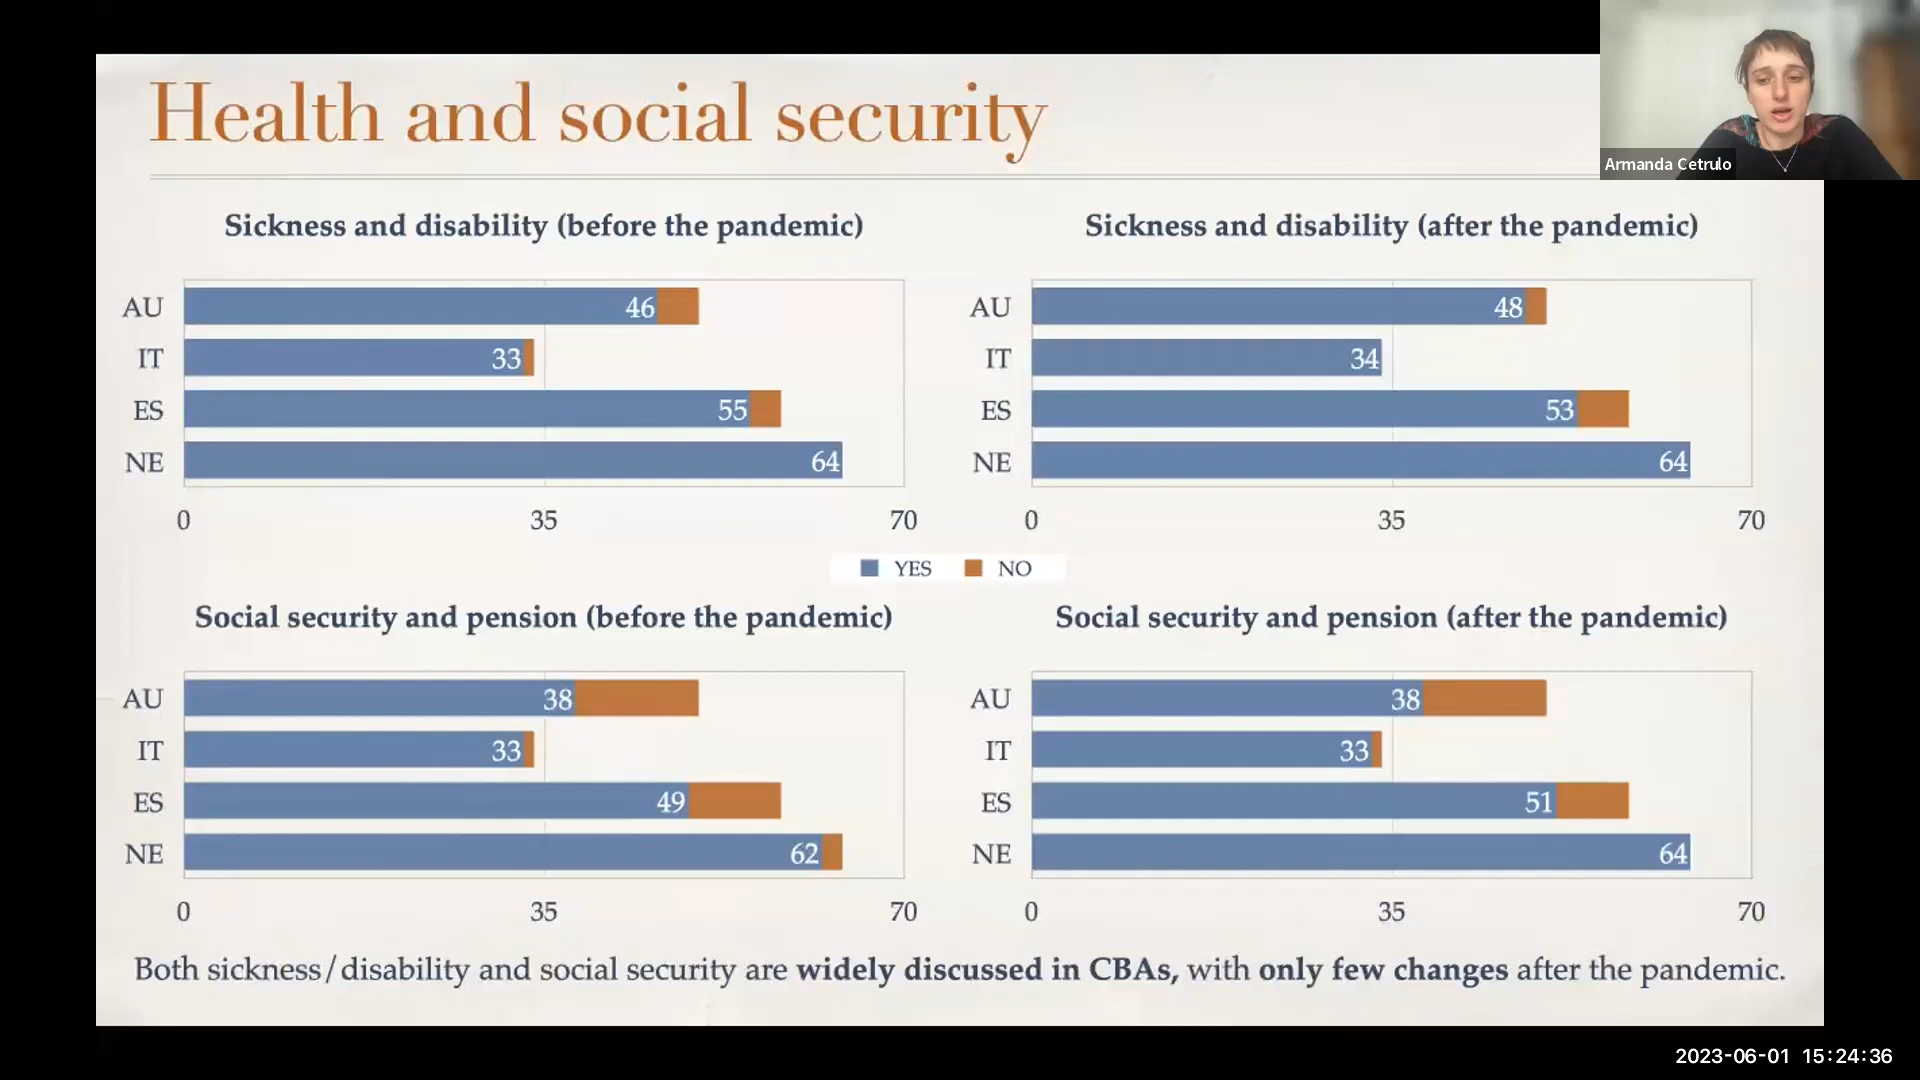 Health and social security
Armanda Cetrulo
Sickness and disability (before the pandemic)
AU 46
IT 33
ES 55
NE 64
0 35 70
Sickness and disability (after the pandemic)
AU 48
IT 34
ES 53
NE 64
0 35 70
YES NO
Social security and pension (before the pandemic)
AU 38
IT 33
ES 49
NE 62
0 35 70
Social security and pension (after the pandemic)
AU 38
IT 33
ES 51
NE 64
0 35 70
Both sickness/disability and social security are widely discussed in CBAs, with only few changes after the pandemic.
2023-06-01 15:24:36